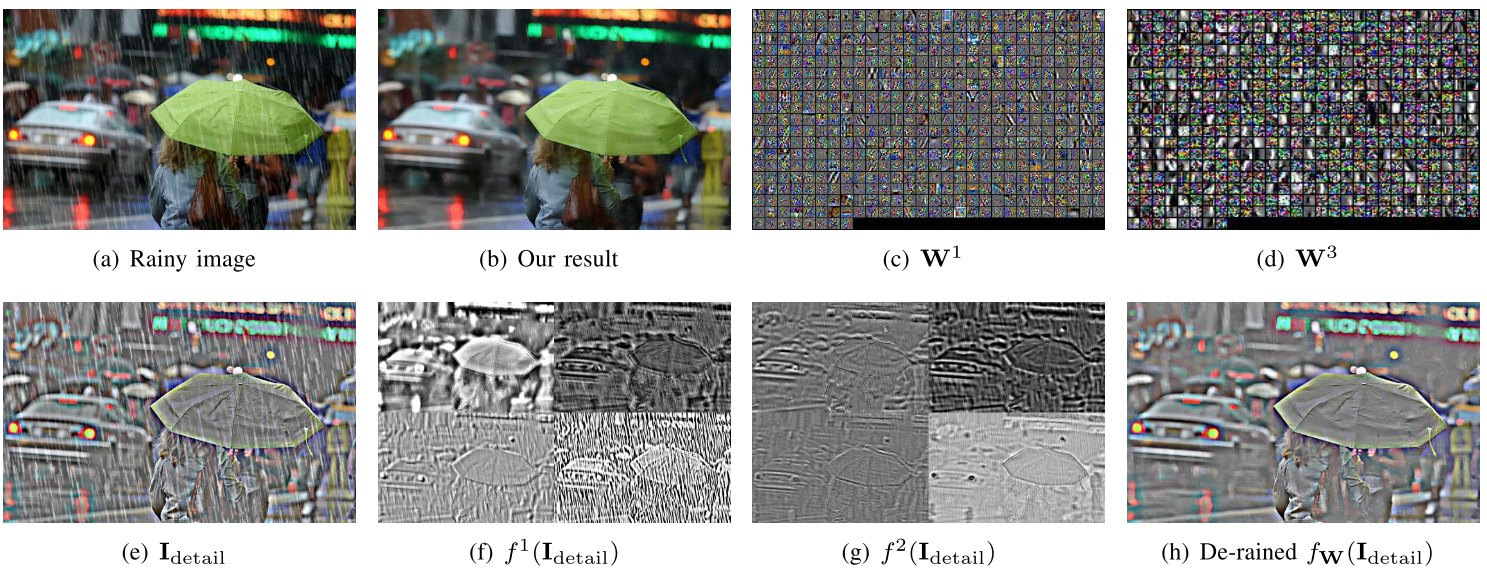 (a) Rainy image
(b) Our result
(c) W¹
(d) W³
(e) I_detail
(f) f¹(I_detail)
(g) f²(I_detail)
(h) De-rained f_W(I_detail)